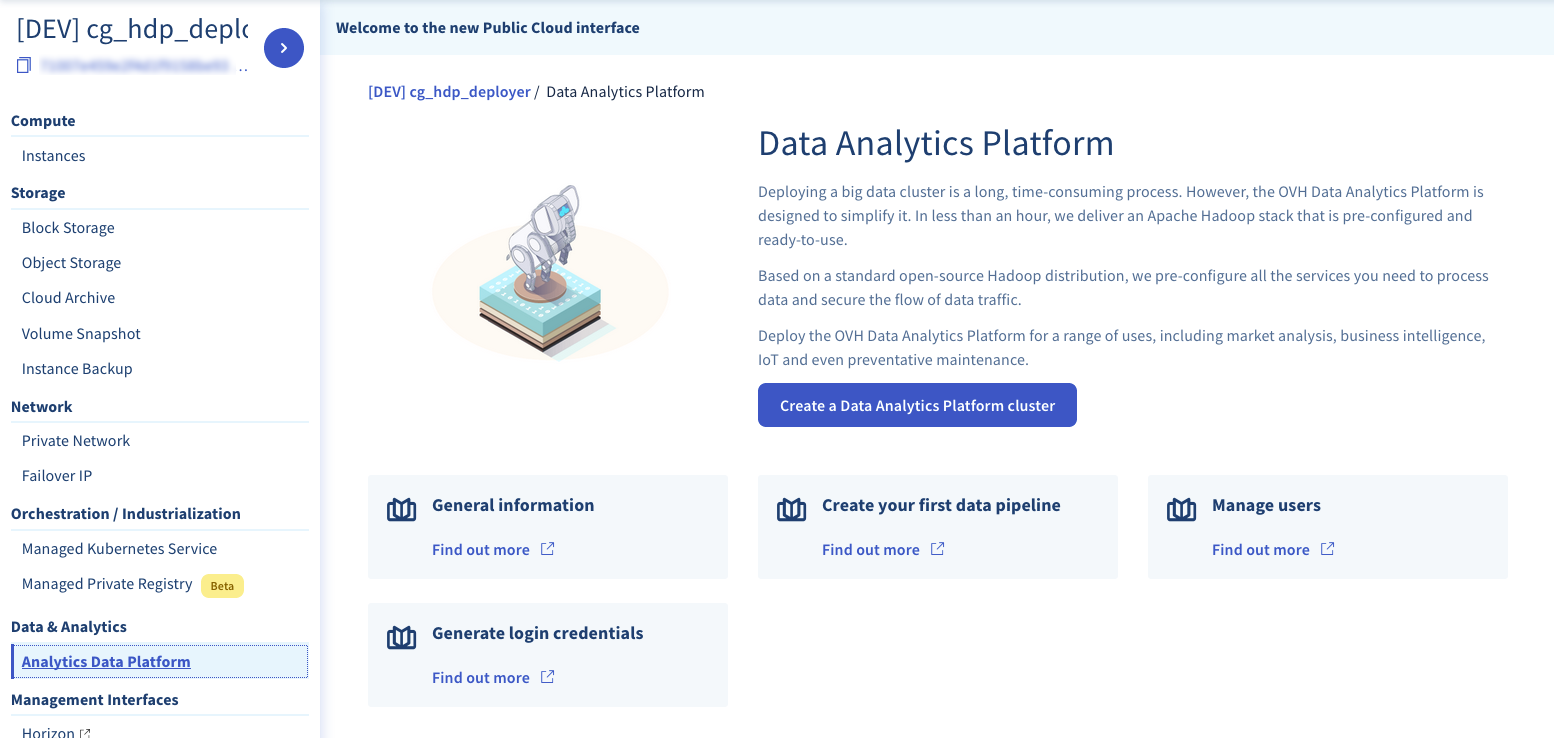 [DEV] cg_hdp_deplo
Compute
Instances
Storage
Block Storage
Object Storage
Cloud Archive
Volume Snapshot
Instance Backup
Network
Private Network
Failover IP
Orchestration / Industrialization
Managed Kubernetes Service
Managed Private Registry Beta
Data & Analytics
Analytics Data Platform
Management Interfaces
Horizon
Welcome to the new Public Cloud interface
[DEV] cg_hdp_deployer / Data Analytics Platform
Data Analytics Platform
Deploying a big data cluster is a long, time-consuming process. However, the OVH Data Analytics Platform is
designed to simplify it. In less than an hour, we deliver an Apache Hadoop stack that is pre-configured and
ready-to-use.
Based on a standard open-source Hadoop distribution, we pre-configure all the services you need to process
data and secure the flow of data traffic.
Deploy the OVH Data Analytics Platform for a range of uses, including market analysis, business intelligence,
IoT and even preventative maintenance.
Create a Data Analytics Platform cluster
General information
Find out more
Create your first data pipeline
Find out more
Manage users
Find out more
Generate login credentials
Find out more